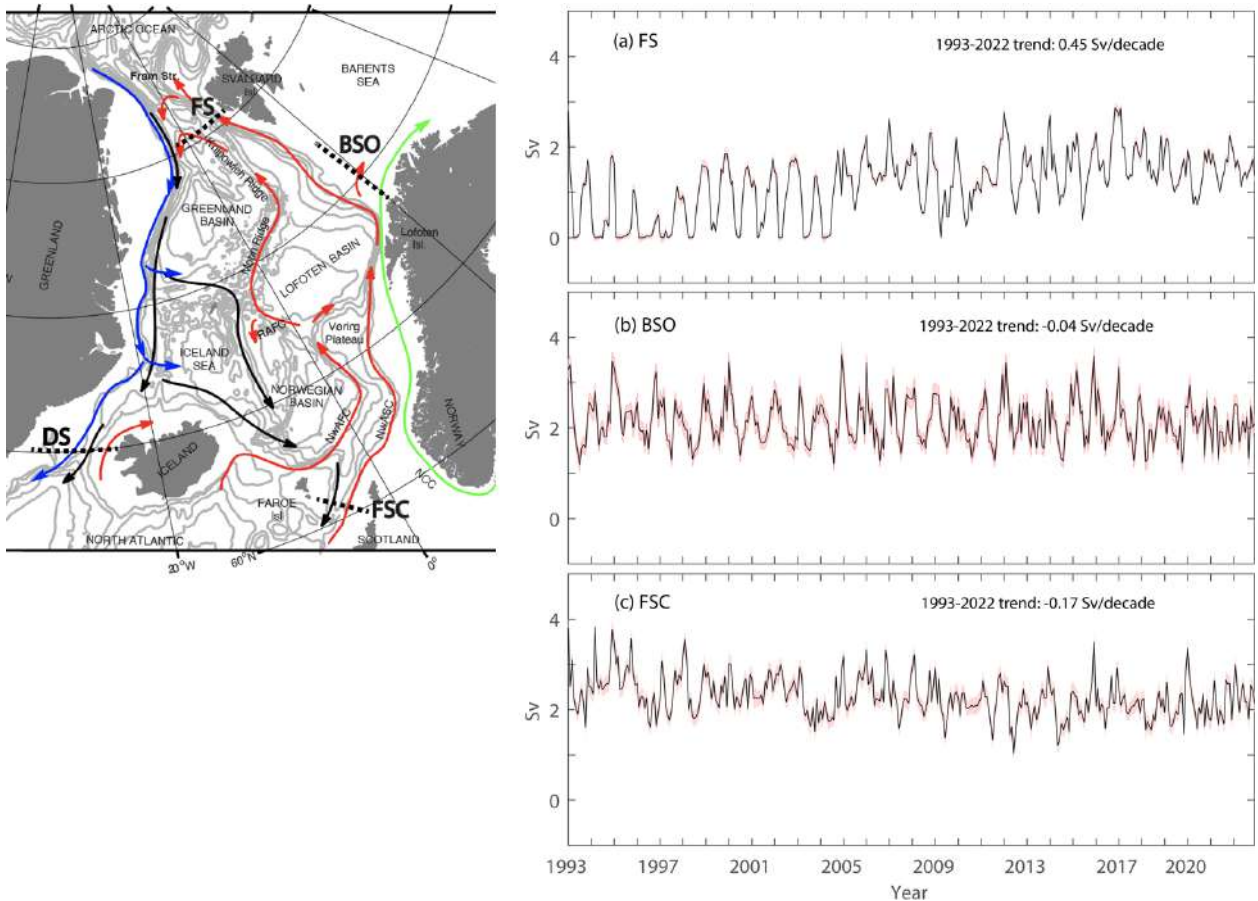 ARCTIC OCEAN
BARENTS
SEA
Fram Str.
SVALBARD
Isl.
FS
BSO
Knipowich Ridge
GREENLAND
BASIN
GREENLAND
Mohn Ridge
Lofoten
Isl.
LOFOTEN BASIN
Vøring
Plateau
RAFC
ICELAND
SEA
NORWEGIAN
BASIN
NwAFC
NwASC
NORWAY
DS
ICELAND
NCC
FAROE
Isl
FSC
NORTH ATLANTIC
SCOTLAND
20°W
60°N
0°
(a) FS
1993-2022 trend: 0.45 Sv/decade
4
2
0
Sv
(b) BSO
1993-2022 trend: -0.04 Sv/decade
4
2
0
Sv
(c) FSC
1993-2022 trend: -0.17 Sv/decade
4
2
0
Sv
1993 1997 2001 2005 2009 2013 2017 2020
Year